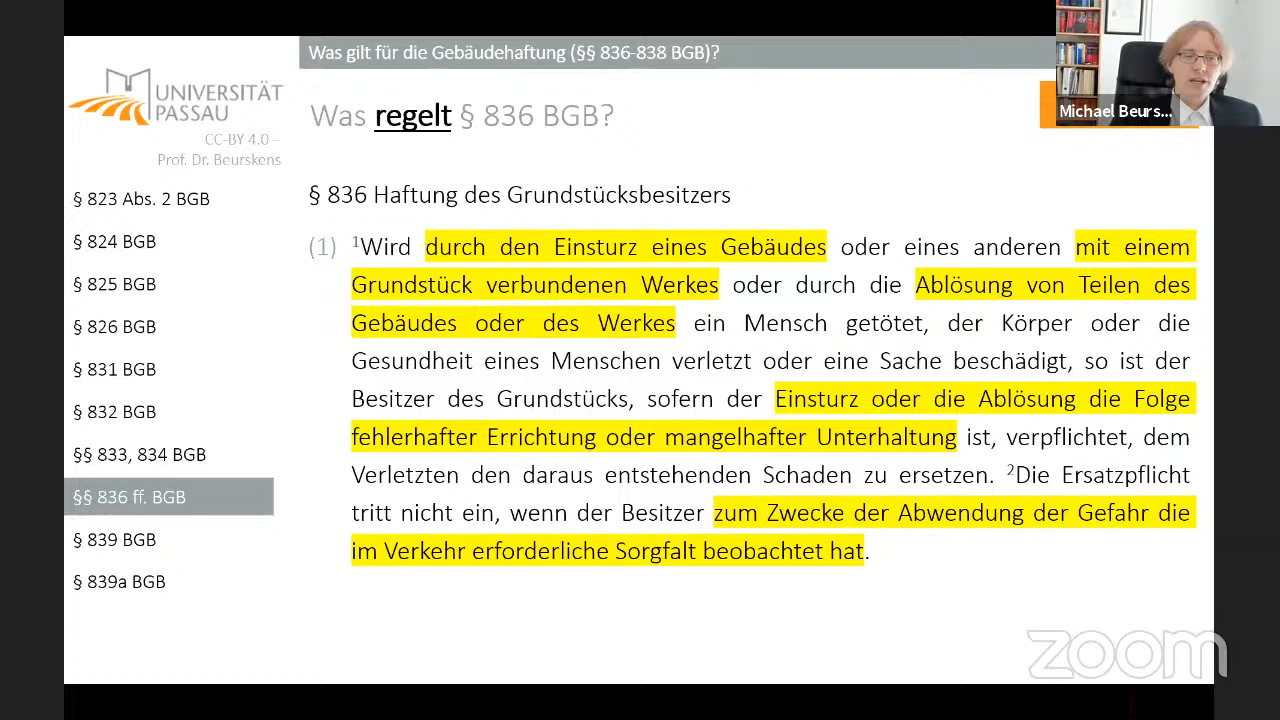 Was gilt für die Gebäudehaftung (§§ 836-838 BGB)?
UNIVERSITÄT
PASSAU
CC-BY 4.0 –
Prof. Dr. Beurskens
Was regelt § 836 BGB?
Michael Beurs...
§ 823 Abs. 2 BGB
§ 824 BGB
§ 825 BGB
§ 826 BGB
§ 831 BGB
§ 832 BGB
§§ 833, 834 BGB
§§ 836 ff. BGB
§ 839 BGB
§ 839a BGB
§ 836 Haftung des Grundstücksbesitzers
(1) ¹Wird durch den Einsturz eines Gebäudes oder eines anderen mit einem
Grundstück verbundenen Werkes oder durch die Ablösung von Teilen des
Gebäudes oder des Werkes ein Mensch getötet, der Körper oder die
Gesundheit eines Menschen verletzt oder eine Sache beschädigt, so ist der
Besitzer des Grundstücks, sofern der Einsturz oder die Ablösung die Folge
fehlerhafter Errichtung oder mangelhafter Unterhaltung ist, verpflichtet, dem
Verletzten den daraus entstehenden Schaden zu ersetzen. ²Die Ersatzpflicht
tritt nicht ein, wenn der Besitzer zum Zwecke der Abwendung der Gefahr die
im Verkehr erforderliche Sorgfalt beobachtet hat.
zoom